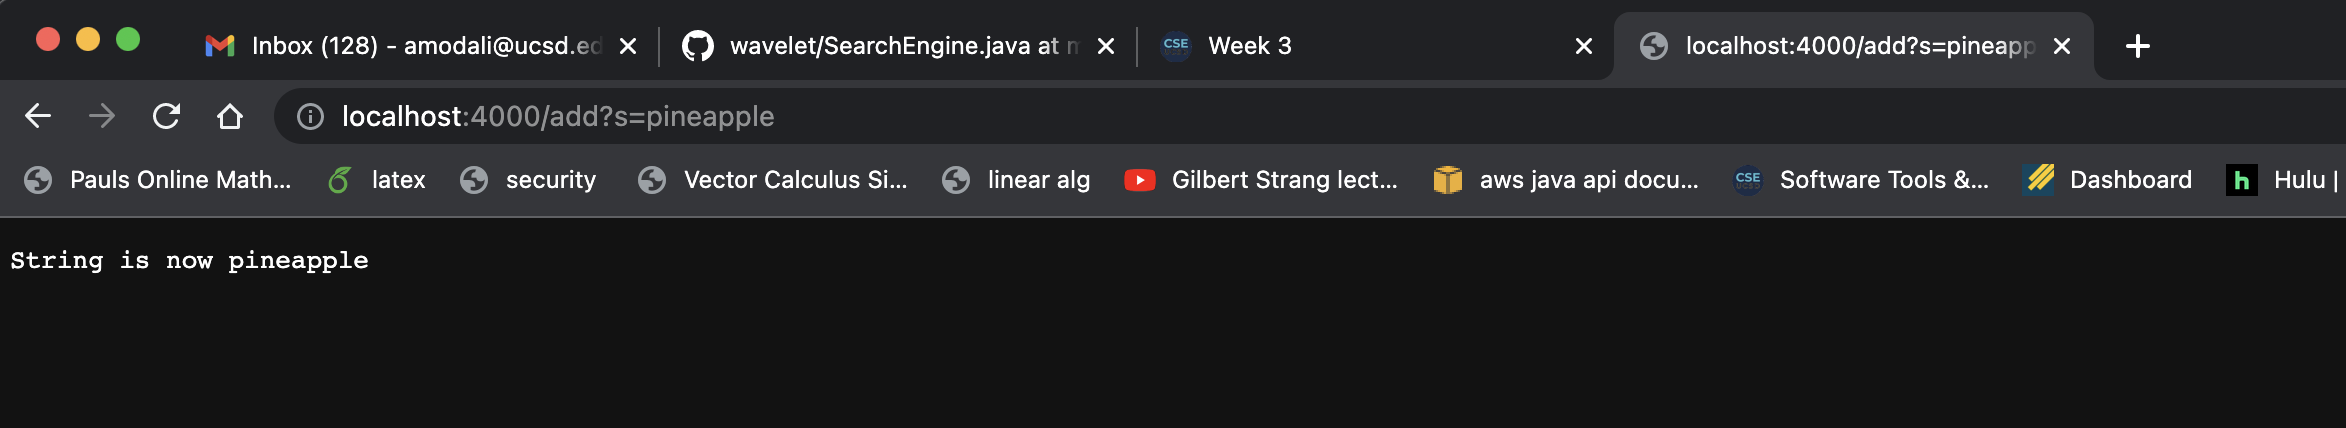 Inbox (128) - amodali@ucsd.ed
wavelet/SearchEngine.java at m
CSE
Week 3
localhost:4000/add?s=pineapp
localhost:4000/add?s=pineapple
Pauls Online Math...
latex
security
Vector Calculus Si...
linear alg
Gilbert Strang lect...
aws java api docu...
CSE
UCSD
Software Tools &...
Dashboard
h
Hulu |
String is now pineapple